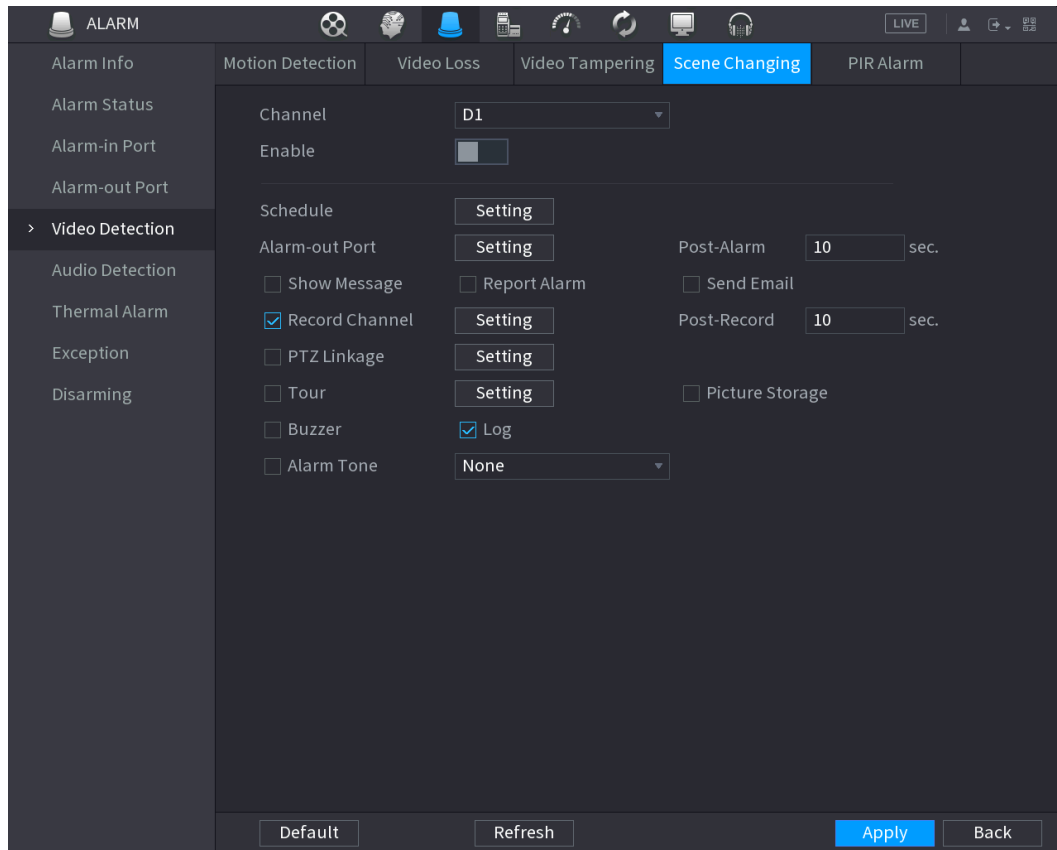 ALARM LIVE
Alarm Info
Alarm Status
Alarm-in Port
Alarm-out Port
> Video Detection
Audio Detection
Thermal Alarm
Exception
Disarming
Motion Detection Video Loss Video Tampering Scene Changing PIR Alarm
Channel D1
Enable
Schedule Setting
Alarm-out Port Setting Post-Alarm 10 sec.
Show Message Report Alarm Send Email
Record Channel Setting Post-Record 10 sec.
PTZ Linkage Setting
Tour Setting Picture Storage
Buzzer Log
Alarm Tone None
Default Refresh Apply Back